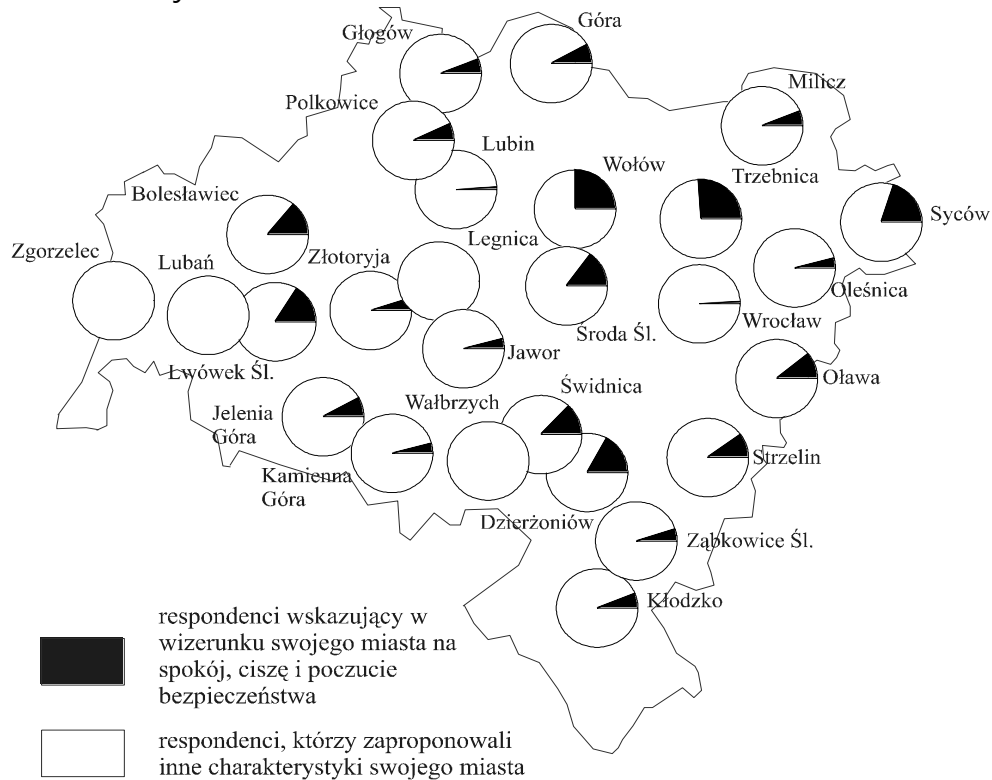 Góra
Głogów
Milicz
Polkowice
Lubin
Wołów
Trzebnica
Bolesławiec
Syców
Legnica
Zgorzelec
Lubań
Złotoryja
Oleśnica
Wrocław
Środa Śl.
Jawor
Lwówek Śl.
Oława
Świdnica
Wałbrzych
Jelenia
Góra
Strzelin
Kamienna
Góra
Dzierżoniów
Ząbkowice Śl.
Kłodzko
respondenci wskazujący w
wizerunku swojego miasta na
spokój, ciszę i poczucie
bezpieczeństwa
respondenci, którzy zaproponowali
inne charakterystyki swojego miasta